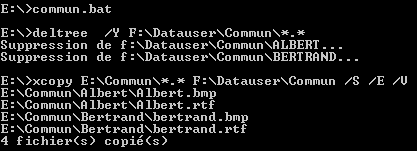 E:\>commun.bat
E:\>deltree  /Y F:\Datauser\Commun\*.*
Suppression de f:\Datauser\Commun\ALBERT...
Suppression de f:\Datauser\Commun\BERTRAND...
E:\>xcopy E:\Commun\*.* F:\Datauser\Commun /S /E /V
E:\Commun\Albert\Albert.bmp
E:\Commun\Albert\Albert.rtf
E:\Commun\Bertrand\bertrand.bmp
E:\Commun\Bertrand\bertrand.rtf
4 fichier(s) copié(s)